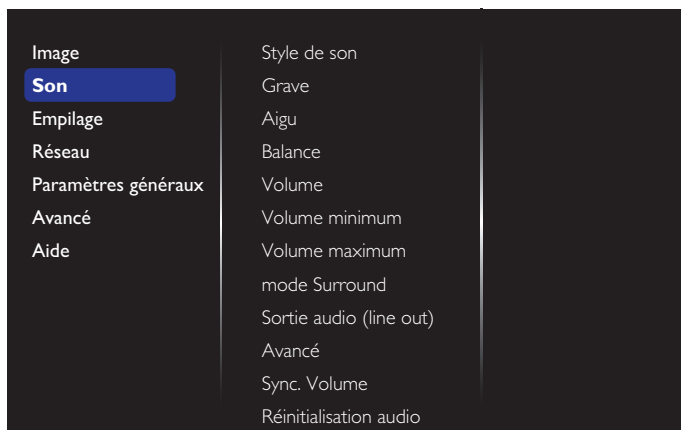 Image
Son
Empilage
Réseau
Paramètres généraux
Avancé
Aide
Style de son
Grave
Aigu
Balance
Volume
Volume minimum
Volume maximum
mode Surround
Sortie audio (line out)
Avancé
Sync. Volume
Réinitialisation audio